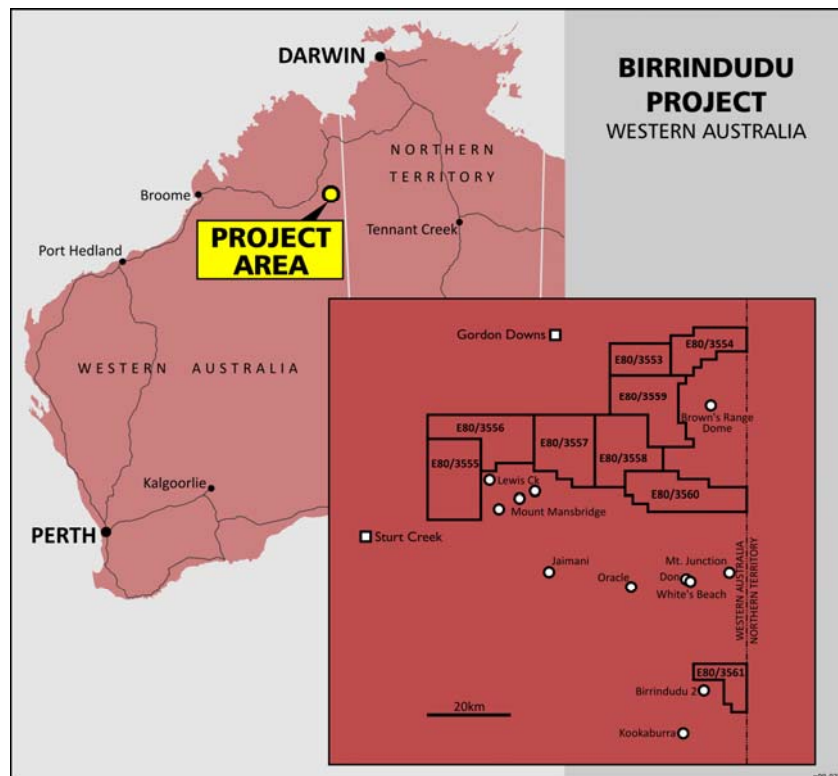 BIRRINDUDU
PROJECT
WESTERN AUSTRALIA
DARWIN
NORTHERN
TERRITORY
Broome
PROJECT
AREA
Tennant Creek
Port Hedland
WESTERN AUSTRALIA
Kalgoorlie
PERTH
Gordon Downs
E80/3553
E80/3554
E80/3559
Brown's Range
Dome
E80/3556
E80/3555
E80/3557
E80/3558
E80/3560
Lewis Ck
Mount Mansbridge
Sturt Creek
Jaimani
Oracle
Don
Mt. Junction
White's Beach
WESTERN AUSTRALIA
NORTHERN TERRITORY
E80/3561
Birrindudu 2
20km
Kookaburra